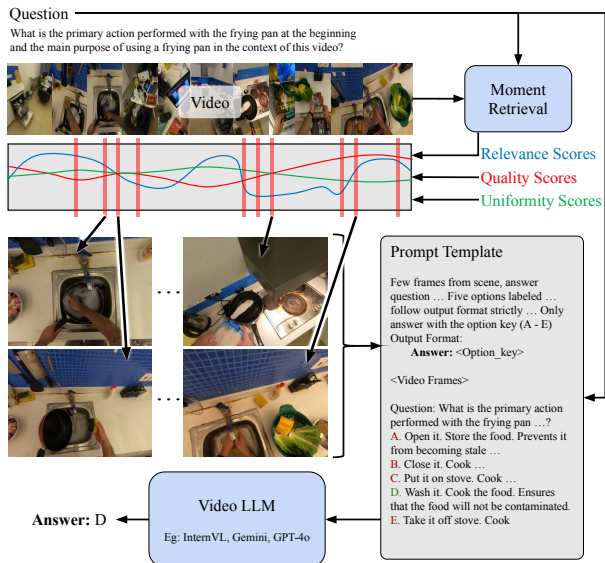 Question
What is the primary action performed with the frying pan at the beginning
and the main purpose of using a frying pan in the context of this video?
Video
Moment
Retrieval
Relevance Scores
Quality Scores
Uniformity Scores
Prompt Template
Few frames from scene, answer
question … Five options labeled …
follow output format strictly … Only
answer with the option key (A - E)
Output Format:
Answer: <Option_key>
<Video Frames>
Question: What is the primary action
performed with the frying pan …?
A. Open it. Store the food. Prevents it
from becoming stale …
B. Close it. Cook …
C. Put it on stove. Cook …
D. Wash it. Cook the food. Ensures
that the food will not be contaminated.
E. Take it off stove. Cook
Video LLM
Eg: InternVL, Gemini, GPT-4o
Answer: D